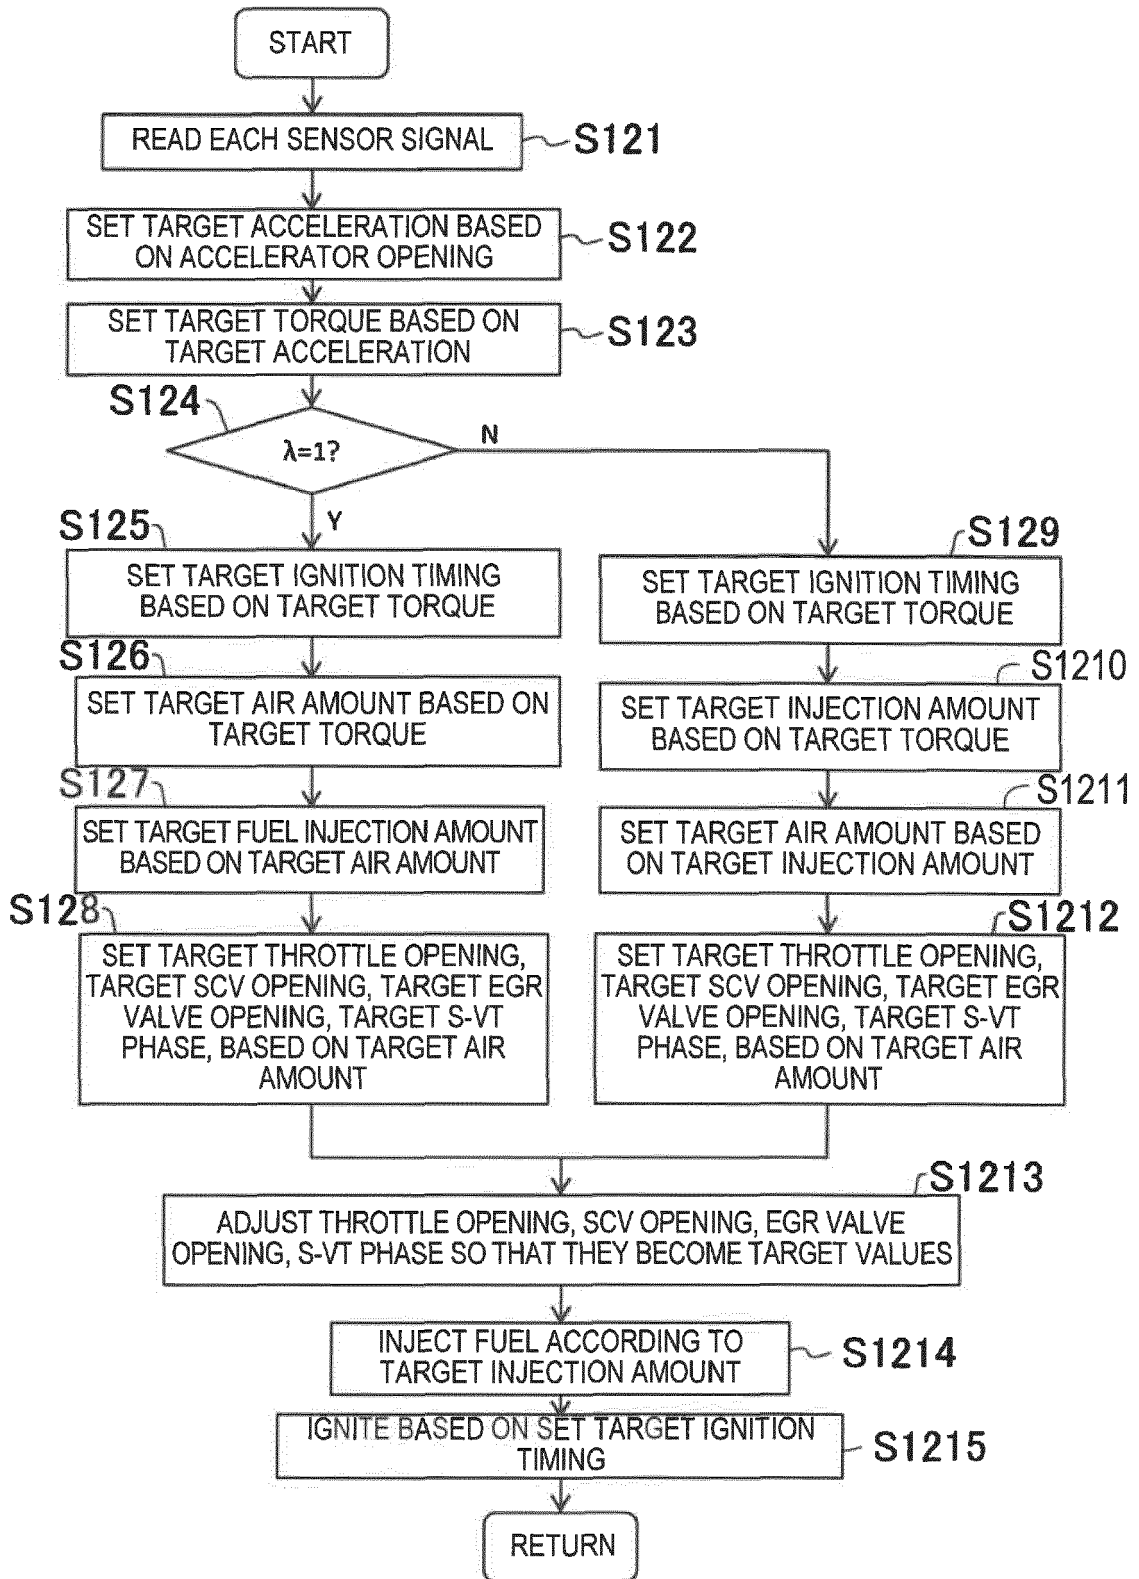 START
READ EACH SENSOR SIGNAL
S121
SET TARGET ACCELERATION BASED
ON ACCELERATOR OPENING
S122
SET TARGET TORQUE BASED ON
TARGET ACCELERATION
S123
S124
λ=1?
N
Y
S125
SET TARGET IGNITION TIMING
BASED ON TARGET TORQUE
S126
SET TARGET AIR AMOUNT BASED ON
TARGET TORQUE
S127
SET TARGET FUEL INJECTION AMOUNT
BASED ON TARGET AIR AMOUNT
S128
SET TARGET THROTTLE OPENING,
TARGET SCV OPENING, TARGET EGR
VALVE OPENING, TARGET S-VT
PHASE, BASED ON TARGET AIR
AMOUNT
S129
SET TARGET IGNITION TIMING
BASED ON TARGET TORQUE
S1210
SET TARGET INJECTION AMOUNT
BASED ON TARGET TORQUE
S1211
SET TARGET AIR AMOUNT BASED
ON TARGET INJECTION AMOUNT
S1212
SET TARGET THROTTLE OPENING,
TARGET SCV OPENING, TARGET EGR
VALVE OPENING, TARGET S-VT
PHASE, BASED ON TARGET AIR
AMOUNT
S1213
ADJUST THROTTLE OPENING, SCV OPENING, EGR VALVE
OPENING, S-VT PHASE SO THAT THEY BECOME TARGET VALUES
INJECT FUEL ACCORDING TO
TARGET INJECTION AMOUNT
S1214
IGNITE BASED ON SET TARGET IGNITION
TIMING
S1215
RETURN